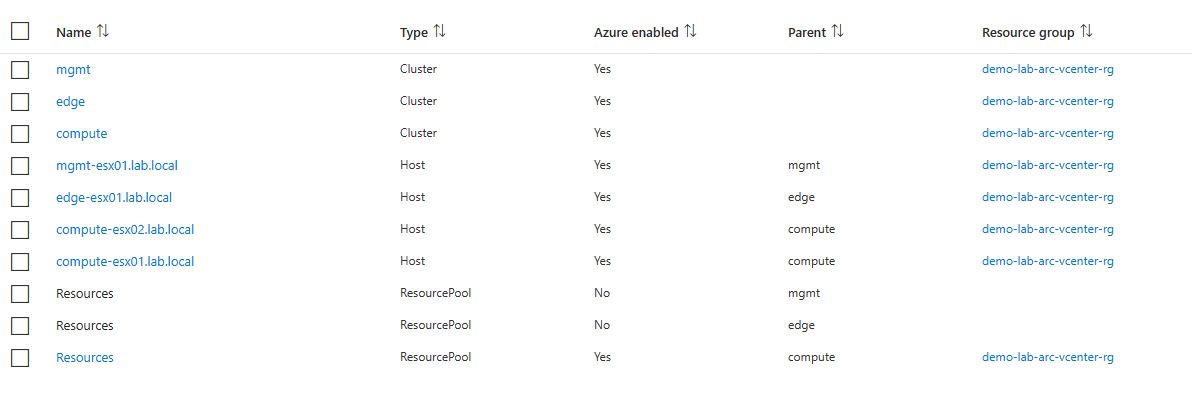 Name Type Azure enabled Parent Resource group
mgmt Cluster Yes demo-lab-arc-vcenter-rg
edge Cluster Yes demo-lab-arc-vcenter-rg
compute Cluster Yes demo-lab-arc-vcenter-rg
mgmt-esx01.lab.local Host Yes mgmt demo-lab-arc-vcenter-rg
edge-esx01.lab.local Host Yes edge demo-lab-arc-vcenter-rg
compute-esx02.lab.local Host Yes compute demo-lab-arc-vcenter-rg
compute-esx01.lab.local Host Yes compute demo-lab-arc-vcenter-rg
Resources ResourcePool No mgmt
Resources ResourcePool No edge
Resources ResourcePool Yes compute demo-lab-arc-vcenter-rg